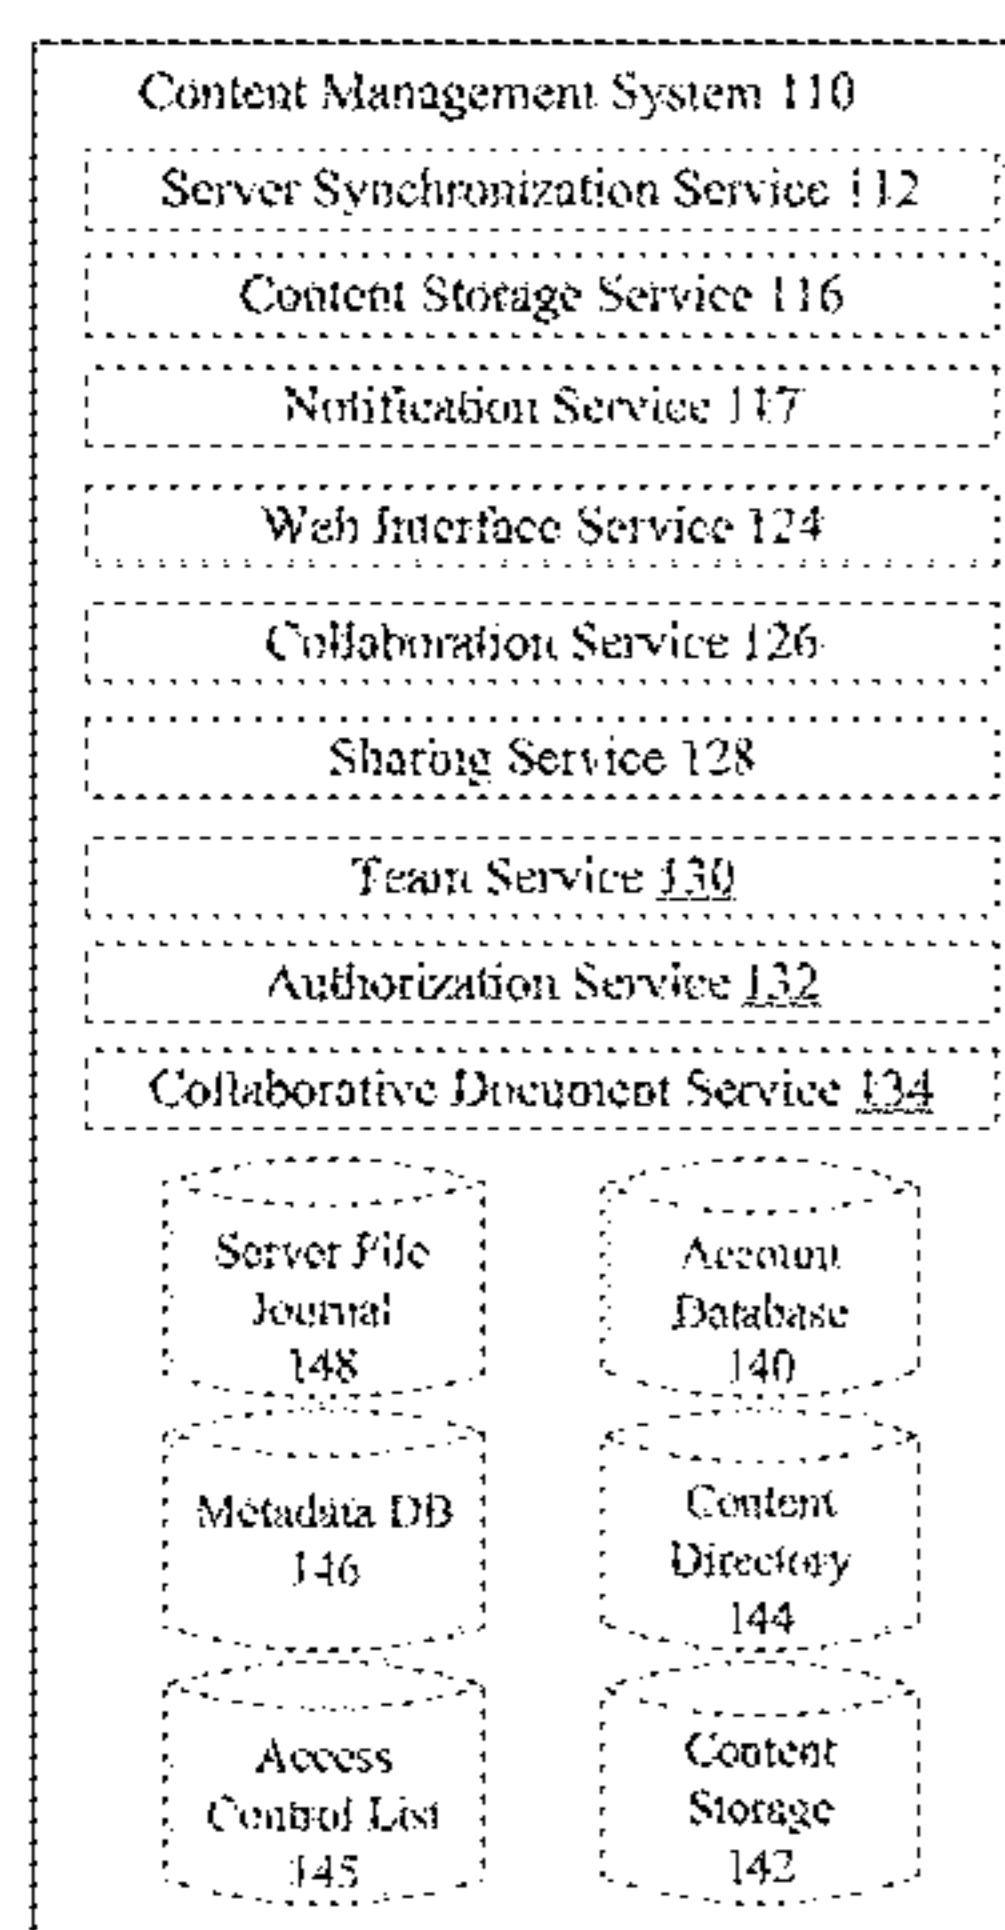 Content Management System 110
Server Synchronization Service 112
Content Storage Service 116
Notification Service 117
Web Interface Service 124
Collaboration Service 126
Sharing Service 128
Team Service 130
Authorization Service 132
Collaborative Document Service 134
Server File
Journal
148
Account
Database
140
Metadata DB
146
Content
Directory
144
Access
Control List
145
Content
Storage
142